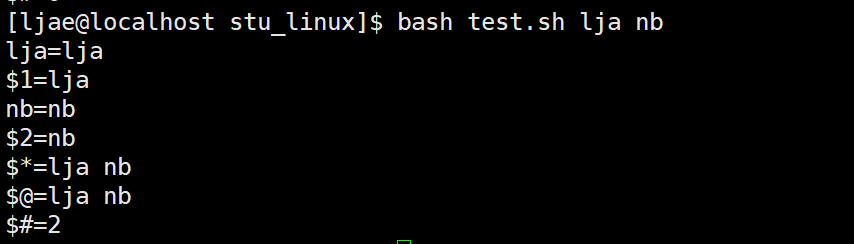 [ljae@localhost stu_linux]$ bash test.sh lja nb
lja=lja
$1=lja
nb=nb
$2=nb
$*=lja nb
$@=lja nb
$#=2